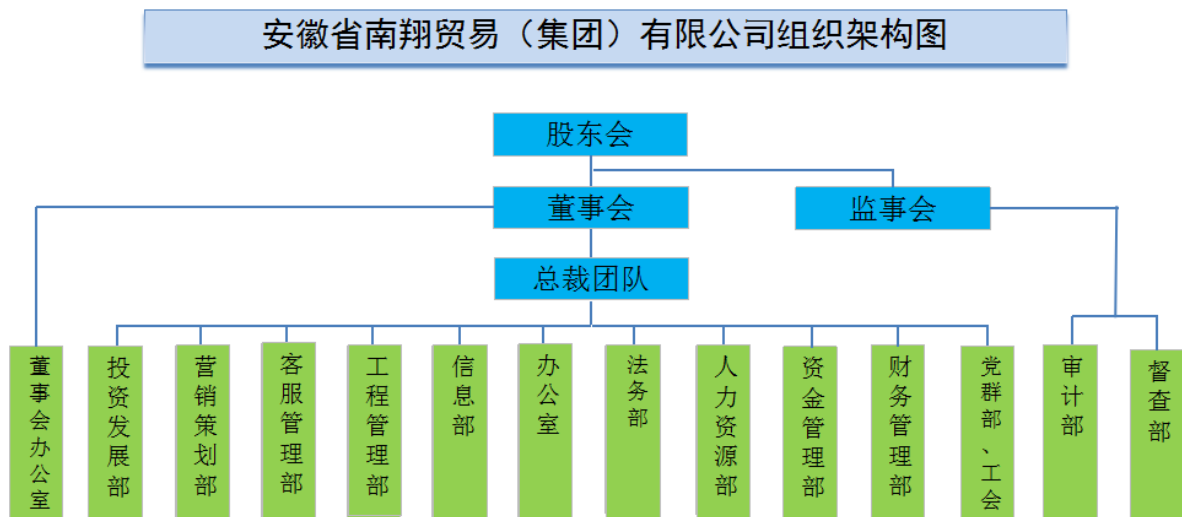 安徽省南翔贸易（集团）有限公司组织架构图
股东会
董事会
监事会
总裁团队
董事会办公室
投资发展部
营销策划部
客服管理部
工程管理部
信息部
办公室
法务部
人力资源部
资金管理部
财务管理部
党群部、工会
审计部
督查部